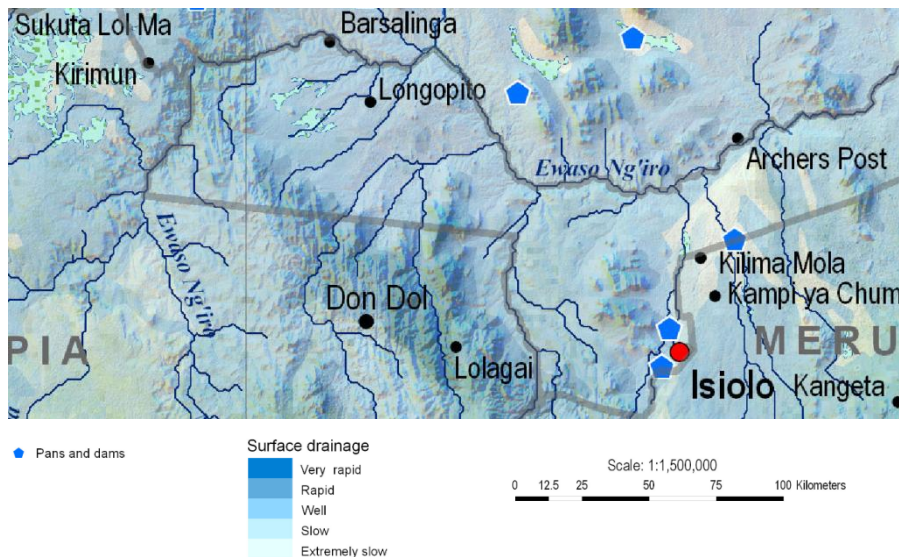 Sukuta Lol Ma
Barsalinga
Kirimun
Longopito
Archers Post
Ewaso Ng'iro
Ewaso Ng'iro
Kilima Mola
Don Dol
Kampi ya Chum
PIA
MERU
Lolagai
Isiolo
Kangeta
Pans and dams
Surface drainage
Very rapid
Rapid
Well
Slow
Extremely slow
Scale: 1:1,500,000
0 12.5 25 50 75 100 Kilometers